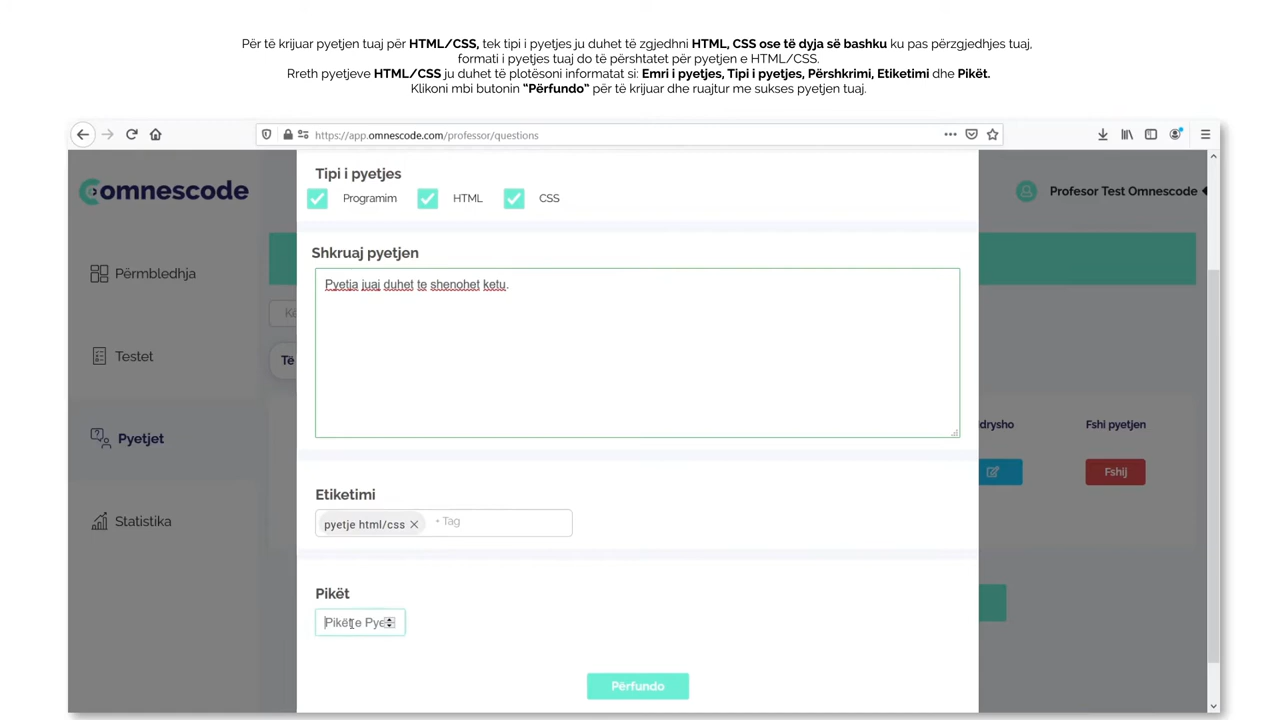 Për të krijuar pyetjen tuaj për HTML/CSS, tek tipi i pyetjes ju duhet të zgjedhni HTML, CSS ose të dyja së bashku ku pas përzgjedhjes tuaj,
formati i pyetjes tuaj do të përshtatet për pyetjen e HTML/CSS.
Rreth pyetjeve HTML/CSS ju duhet të plotësoni informatat si: Emri i pyetjes, Tipi i pyetjes, Përshkrimi, Etiketimi dhe Pikët.
Klikoni mbi butonin “Përfundo” për të krijuar dhe ruajtur me sukses pyetjen tuaj.
https://app.omnescode.com/professor/questions
omnescode
Profesor Test Omnescode
Tipi i pyetjes
Programim HTML CSS
Shkruaj pyetjen
Pyetja juaj duhet te shenohet ketu.
Përmbledhja
Testet
Të
Pyetjet
Statistika
drysho
Fshi pyetjen
Fshij
Etiketimi
pyetje html/css • Tag
Pikët
Pikët e Pye
Përfundo